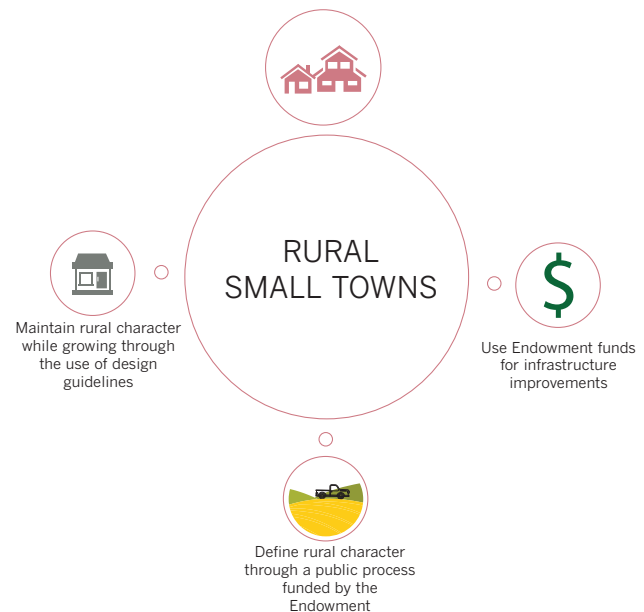 RURAL
SMALL TOWNS
Maintain rural character
while growing through
the use of design
guidelines
$
Use Endowment funds
for infrastructure
improvements
Define rural character
through a public process
funded by the
Endowment